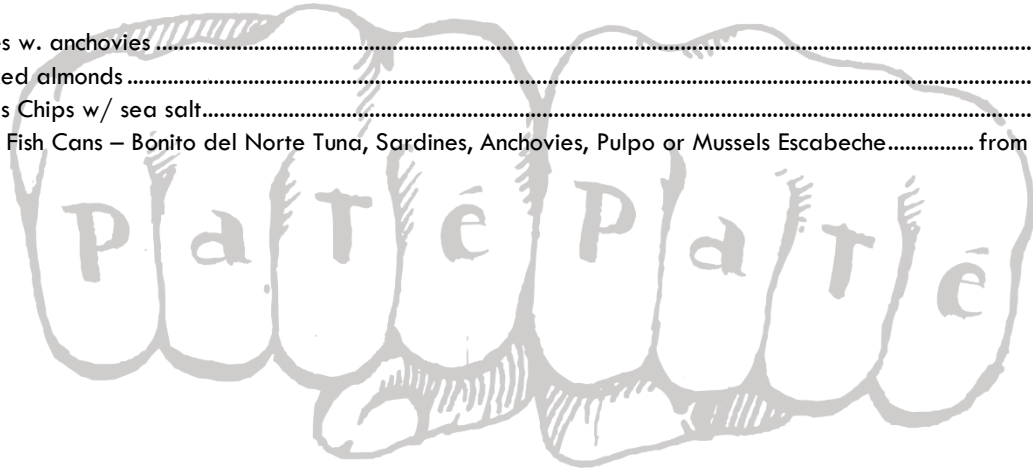 es w. anchovies ........................................................................
ed almonds ........................................................................
s Chips w/ sea salt........................................................................
Fish Cans – Bonito del Norte Tuna, Sardines, Anchovies, Pulpo or Mussels Escabeche............... from
PaTé PaTé